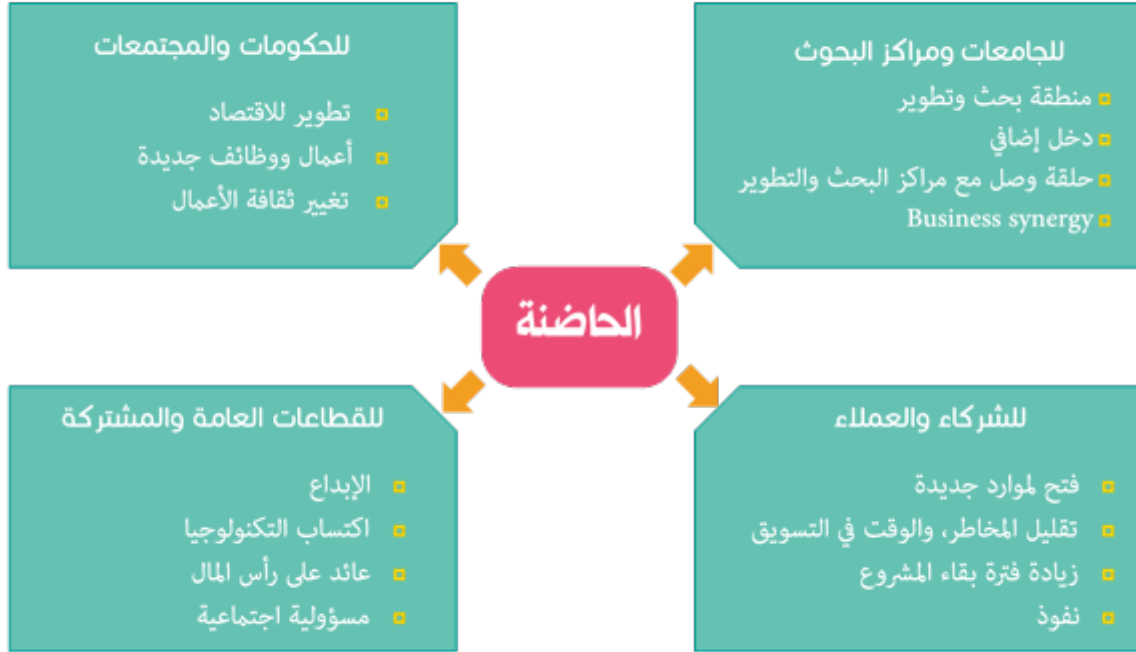 للجامعات ومراكز البحوث
منطقة بحث وتطوير
دخل إضافي
حلقة وصل مع مراكز البحث والتطوير
Business synergy
للحكومات والمجتمعات
تطوير للاقتصاد
أعمال ووظائف جديدة
تغيير ثقافة الأعمال
الحاضنة
للشركاء والعملاء
فتح لموارد جديدة
تقليل المخاطر، والوقت في التسويق
زيادة فترة بقاء المشروع
نفوذ
للقطاعات العامة والمشتركة
الإبداع
اكتساب التكنولوجيا
عائد على رأس المال
مسؤولية اجتماعية